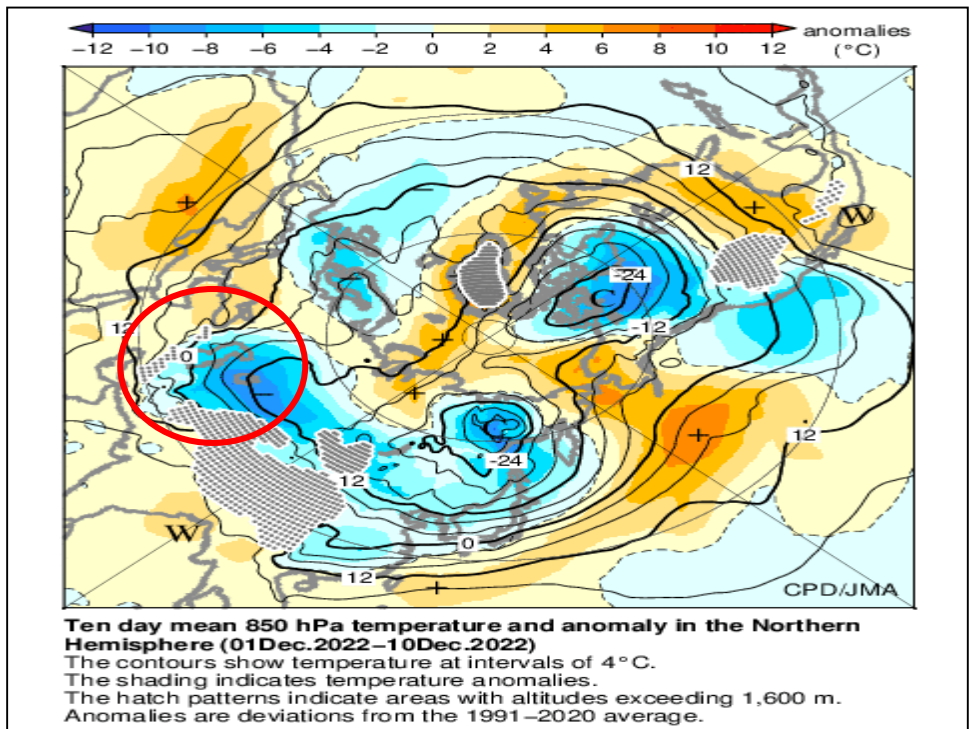 anomalies
−12 −10 −8 −6 −4 −2 0 2 4 6 8 10 12 (°C)
12
W
-24
C
12
0
-12
12
-24
12
W
0
12
CPD/JMA
Ten day mean 850 hPa temperature and anomaly in the Northern
Hemisphere (01Dec.2022−10Dec.2022)
The contours show temperature at intervals of 4°C.
The shading indicates temperature anomalies.
The hatch patterns indicate areas with altitudes exceeding 1,600 m.
Anomalies are deviations from the 1991−2020 average.